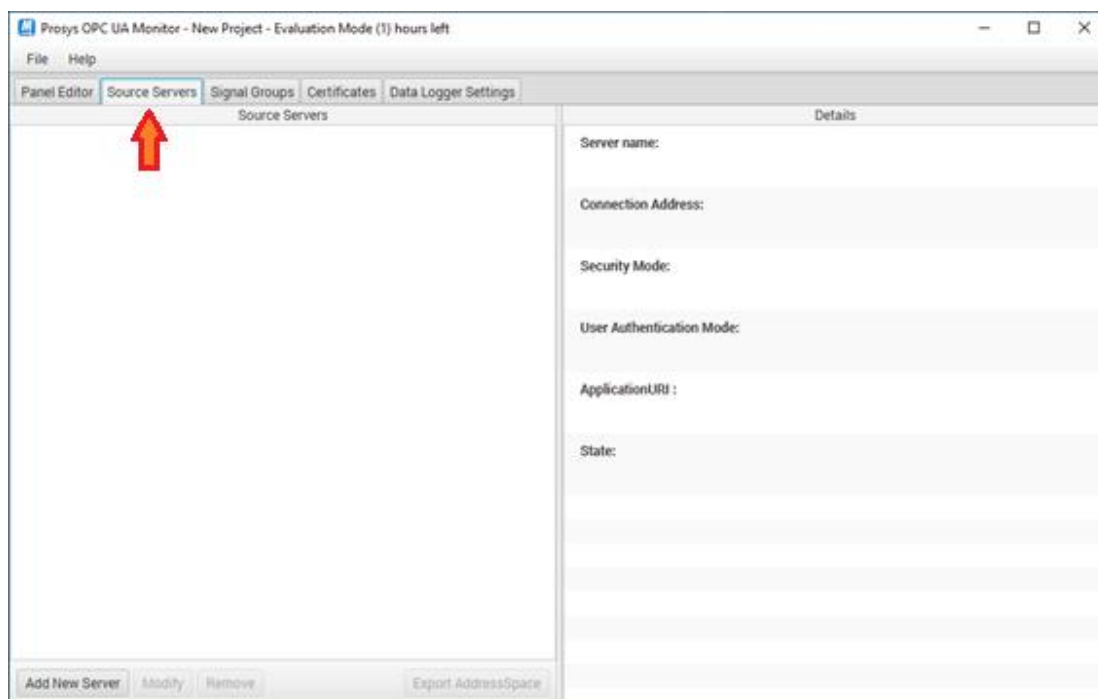 Prosys OPC UA Monitor - New Project - Evaluation Mode (1) hours left
File Help
Panel Editor Source Servers Signal Groups Certificates Data Logger Settings
Source Servers
Details
Server name:
Connection Address:
Security Mode:
User Authentication Mode:
ApplicationURI :
State:
Add New Server Modify Remove Export AddressSpace